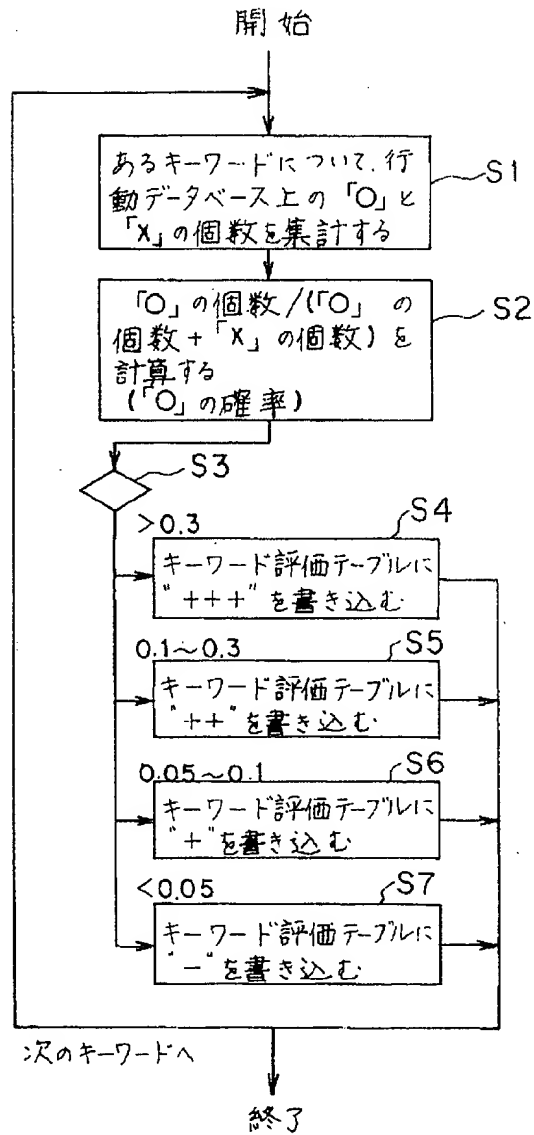 開始
あるキーワードについて、行
動データベース上の「○」と
「×」の個数を集計する
S1
「○」の個数/(「○」の
個数+「×」の個数)を
計算する
(「○」の確率)
S2
S3
>0.3
S4
キーワード評価テーブルに
"+++"を書き込む
0.1～0.3
S5
キーワード評価テーブルに
"++"を書き込む
0.05～0.1
S6
キーワード評価テーブルに
"+"を書き込む
<0.05
S7
キーワード評価テーブルに
"-"を書き込む
次のキーワードへ
終了